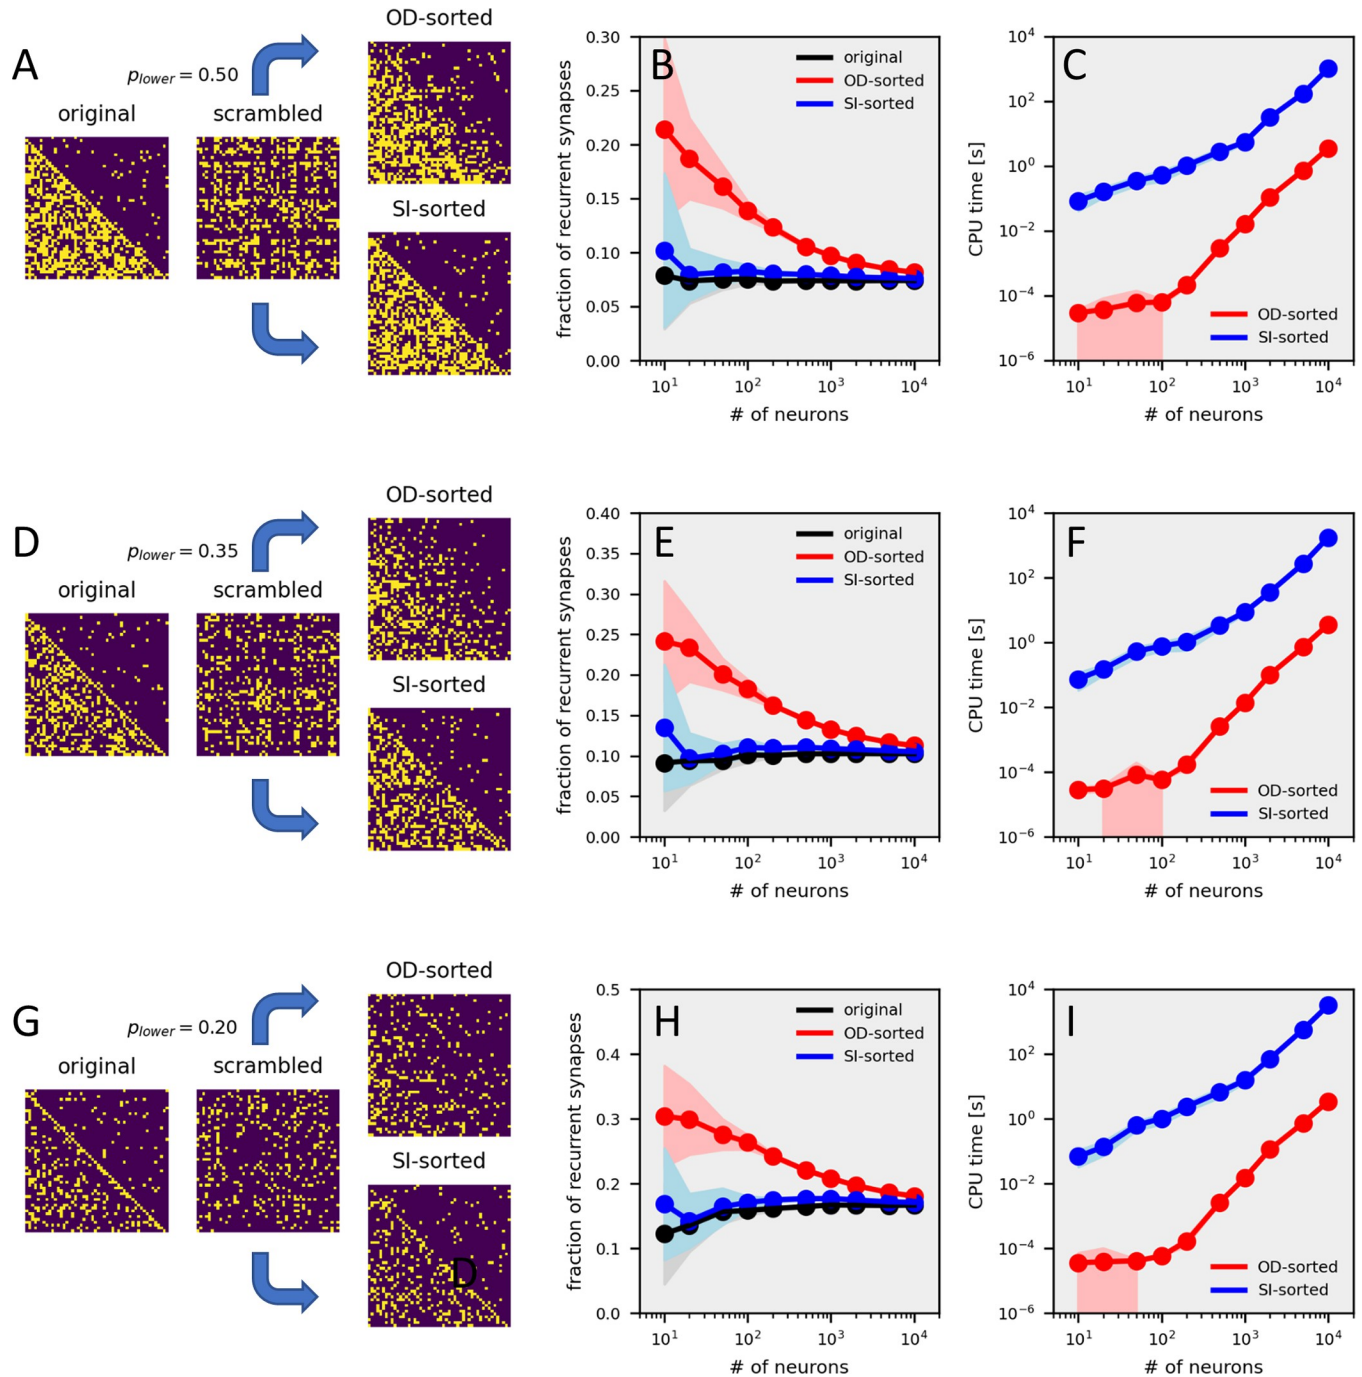 OD-sorted
A
p_lower = 0.50
original
scrambled
SI-sorted
B
0.30
0.25
0.20
0.15
0.10
0.05
0.00
fraction of recurrent synapses
original
OD-sorted
SI-sorted
10^1
10^2
10^3
10^4
# of neurons
C
10^4
10^2
10^0
10^−2
10^−4
10^−6
CPU time [s]
OD-sorted
SI-sorted
10^1
10^2
10^3
10^4
# of neurons
OD-sorted
D
p_lower = 0.35
original
scrambled
SI-sorted
E
0.40
0.35
0.30
0.25
0.20
0.15
0.10
0.05
0.00
fraction of recurrent synapses
original
OD-sorted
SI-sorted
10^1
10^2
10^3
10^4
# of neurons
F
10^4
10^2
10^0
10^−2
10^−4
10^−6
CPU time [s]
OD-sorted
SI-sorted
10^1
10^2
10^3
10^4
# of neurons
OD-sorted
G
p_lower = 0.20
original
scrambled
SI-sorted
D
H
0.5
0.4
0.3
0.2
0.1
0.0
fraction of recurrent synapses
original
OD-sorted
SI-sorted
10^1
10^2
10^3
10^4
# of neurons
I
10^4
10^2
10^0
10^−2
10^−4
10^−6
CPU time [s]
OD-sorted
SI-sorted
10^1
10^2
10^3
10^4
# of neurons